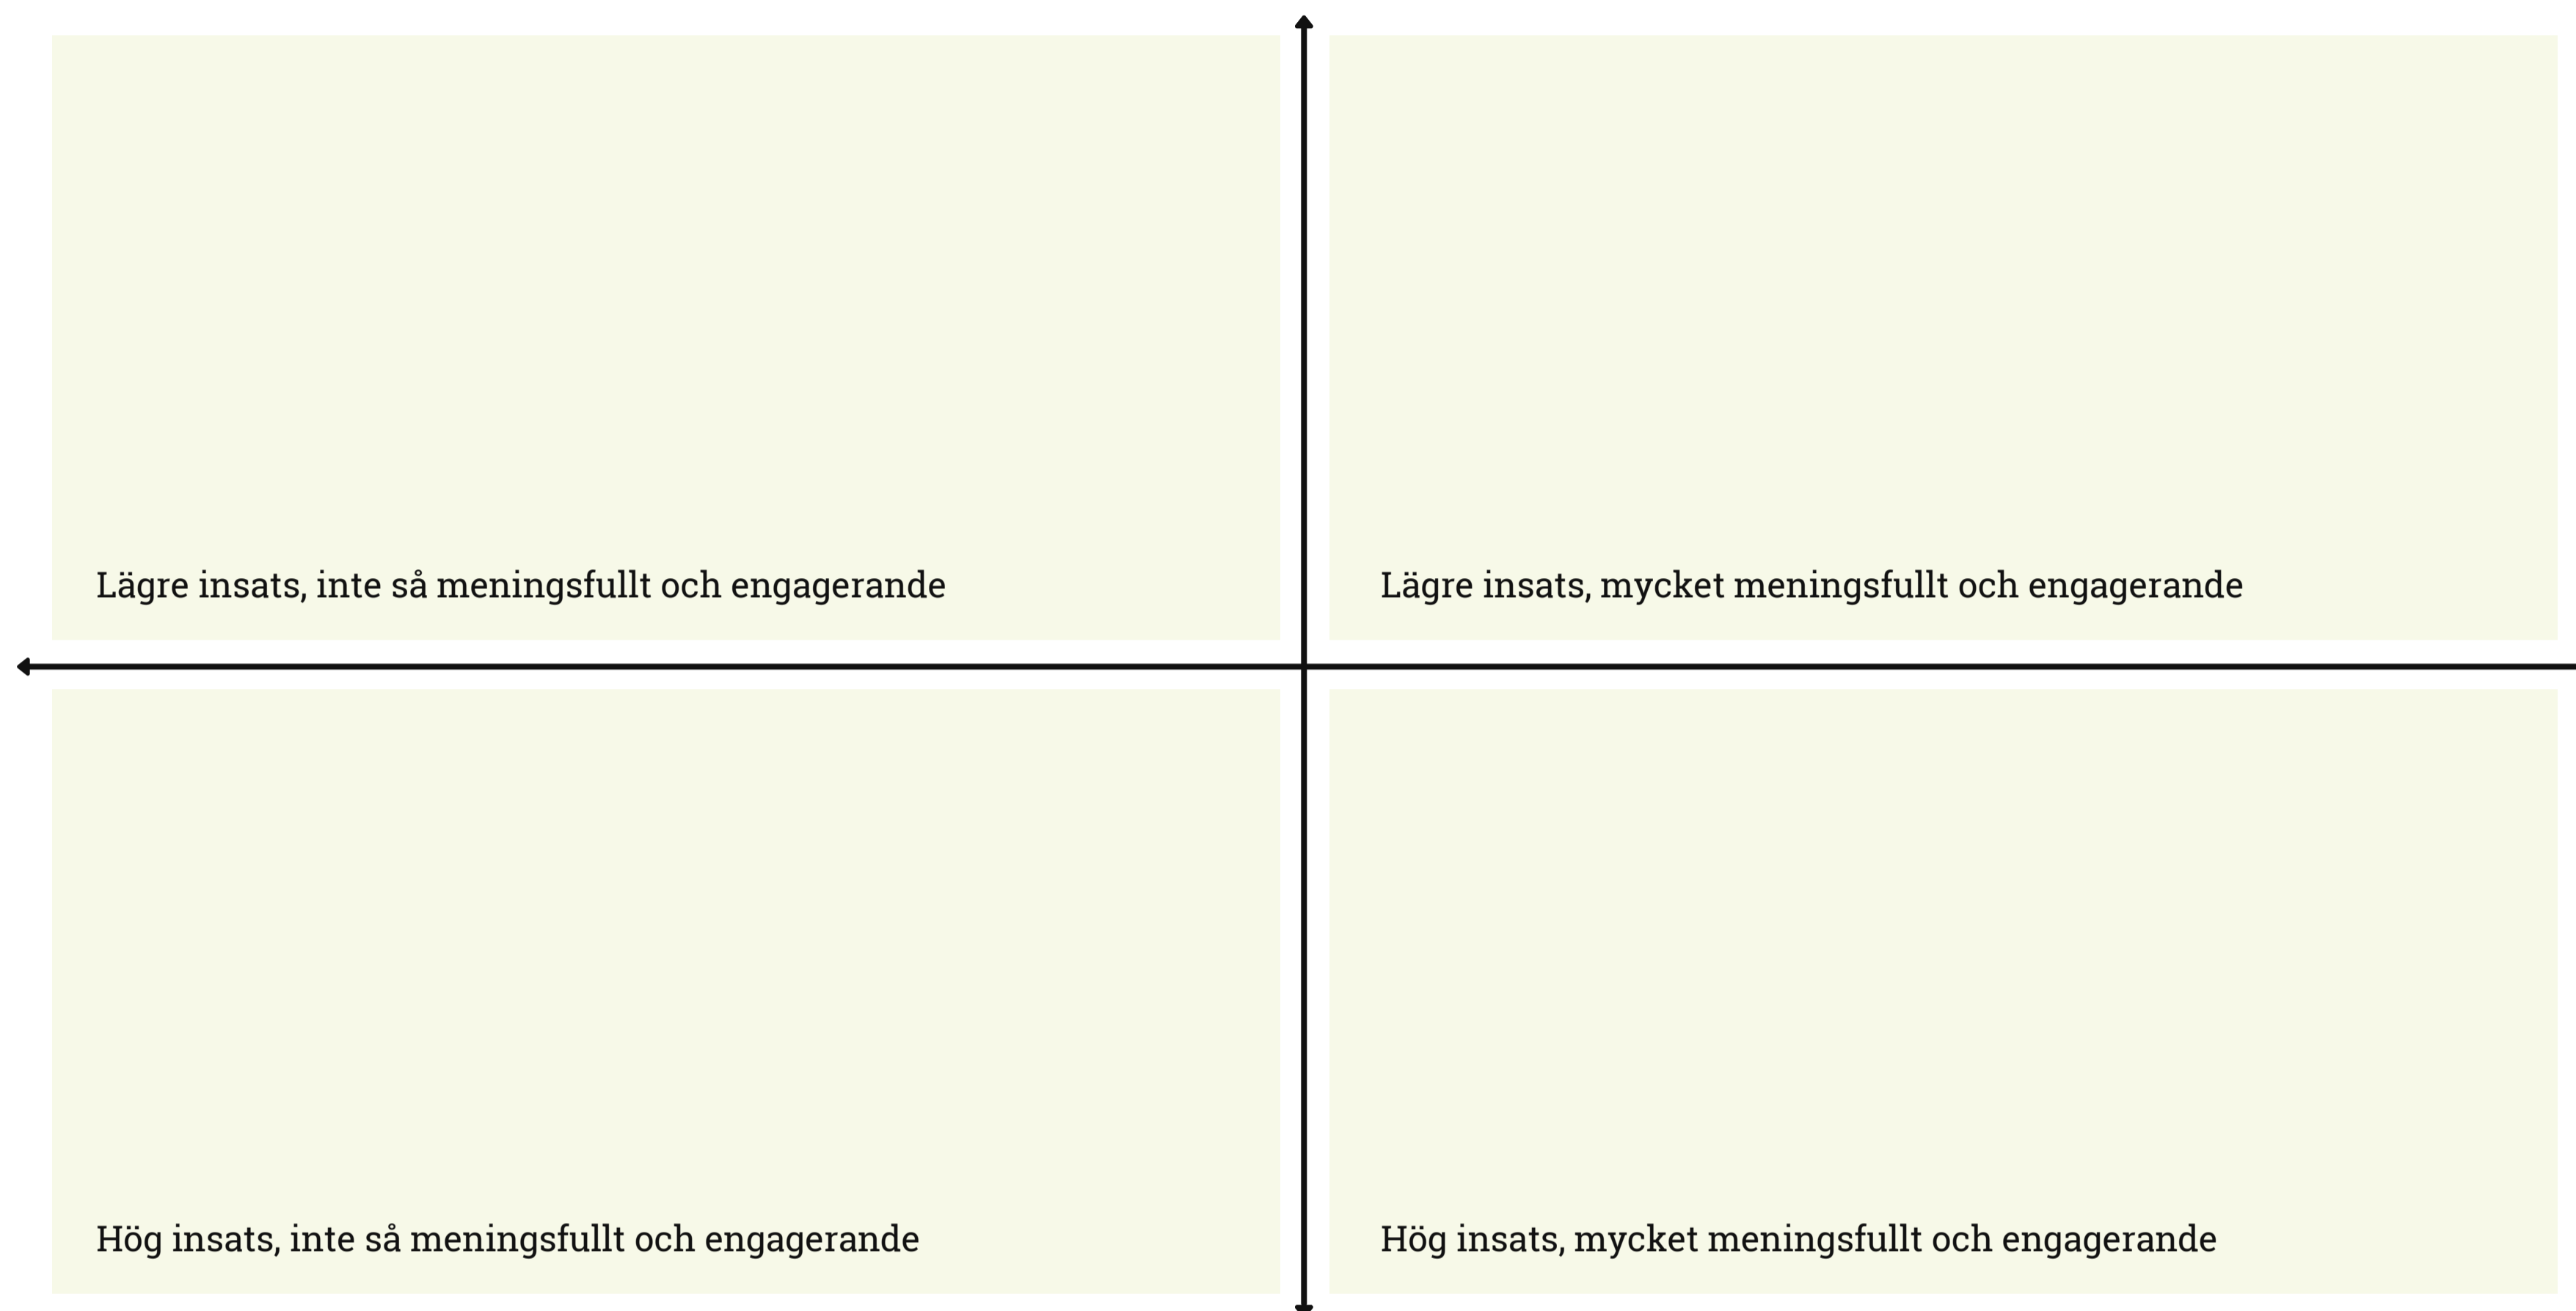 Lägre insats, inte så meningsfullt och engagerande
Lägre insats, mycket meningsfullt och engagerande
Hög insats, inte så meningsfullt och engagerande
Hög insats, mycket meningsfullt och engagerande